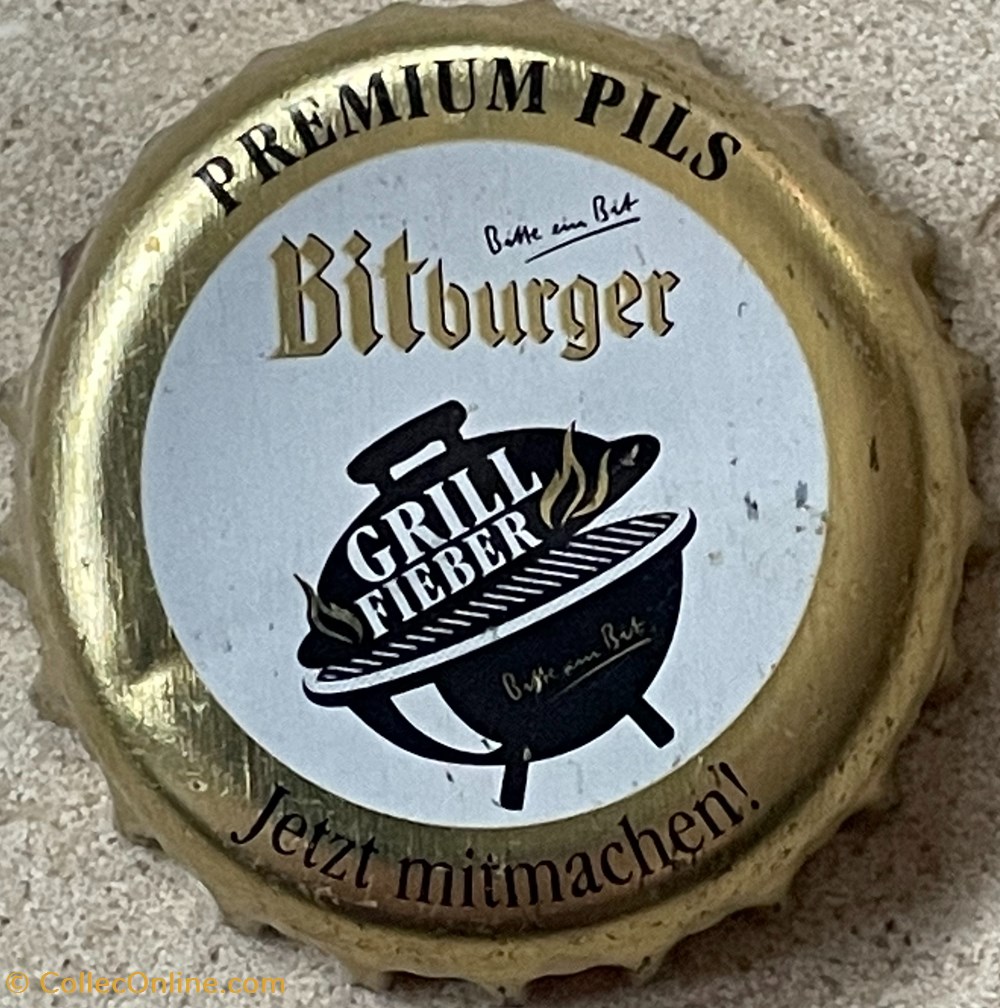 PREMIUM PILS
Bitte ein Bit
Bitburger
GRILL
FIEBER
Bitte ein Bit
Jetzt mitmachen!
© CollecOnline.com